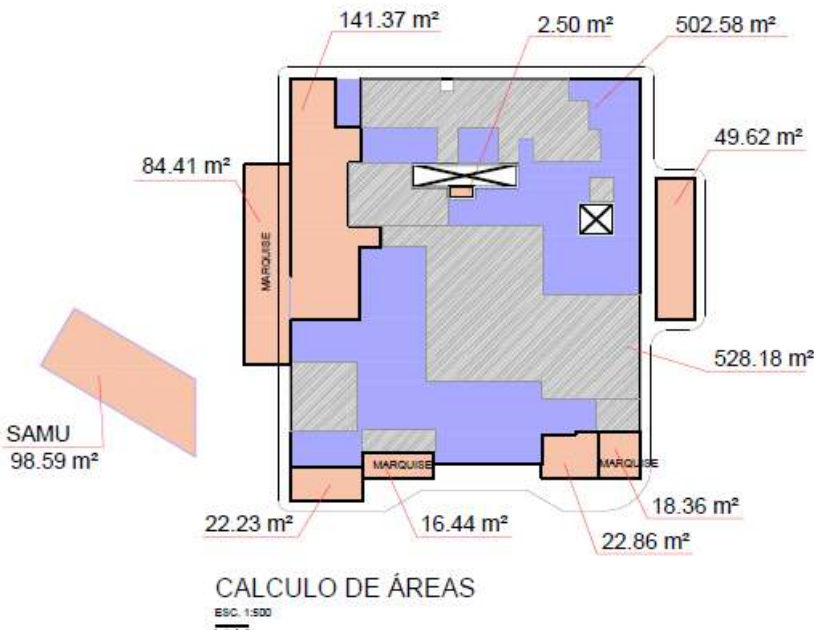 141.37 m²
2.50 m²
502.58 m²
49.62 m²
84.41 m²
MARQUISE
528.18 m²
SAMU
98.59 m²
MARQUISE
MARQUISE
22.23 m²
16.44 m²
18.36 m²
22.86 m²
CALCULO DE ÁREAS
ESC. 1:500